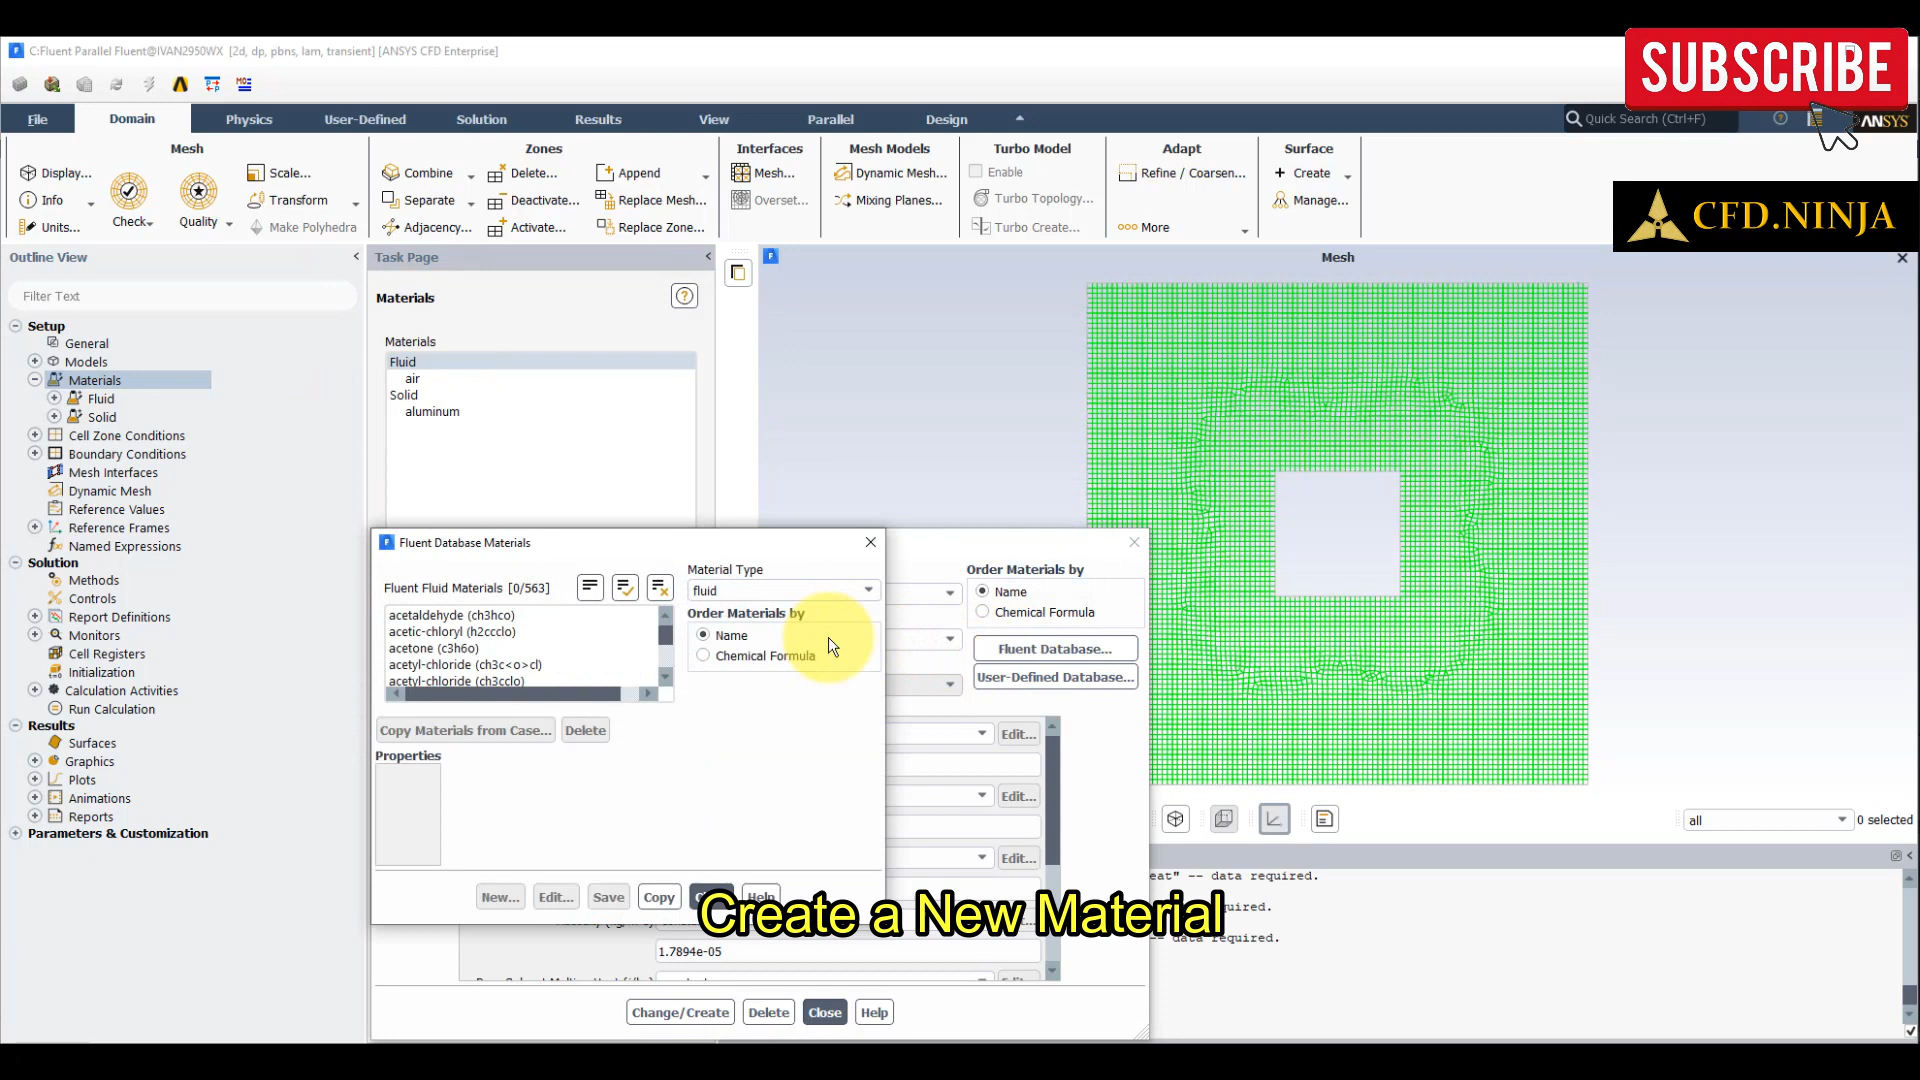 C:Fluent Parallel Fluent@IVAN2950WX [2d, dp, pbns, lam, transient] [ANSYS CFD Enterprise]
SUBSCRIBE
File Domain Physics User-Defined Solution Results View Parallel Design Quick Search (Ctrl+F) ANSYS
Mesh Zones Interfaces Mesh Models Turbo Model Adapt Surface
Display... Scale... Combine Delete... Append Mesh... Dynamic Mesh... Enable Refine / Coarsen... Create
Info Transform Separate Deactivate... Replace Mesh... Overset... Mixing Planes... Turbo Topology... Manage...
Units... Check Quality Make Polyhedra Adjacency... Activate... Replace Zone... Turbo Create... More
CFD.NINJA
Outline View
Filter Text
Setup
General
Models
Materials
Fluid
Solid
Cell Zone Conditions
Boundary Conditions
Mesh Interfaces
Dynamic Mesh
Reference Values
Reference Frames
Named Expressions
Solution
Methods
Controls
Report Definitions
Monitors
Cell Registers
Initialization
Calculation Activities
Run Calculation
Results
Surfaces
Graphics
Plots
Animations
Reports
Parameters & Customization
Task Page
Materials
Materials
Fluid
air
Solid
aluminum
Mesh
Fluent Database Materials
Fluent Fluid Materials [0/563]
acetaldehyde (ch3hco)
acetic-chloryl (h2ccclo)
acetone (c3h6o)
acetyl-chloride (ch3c<o>cl)
acetyl-chloride (ch3cclo)
Material Type
fluid
Order Materials by
Name
Chemical Formula
Copy Materials from Case... Delete
Properties
New... Edit... Save Copy Help
Order Materials by
Name
Chemical Formula
Fluent Database...
User-Defined Database...
Edit...
Edit...
Edit...
Create a New Material
1.7894e-05
Change/Create Delete Close Help
all 0 selected
eat" -- data required.
quired.
-- data required.